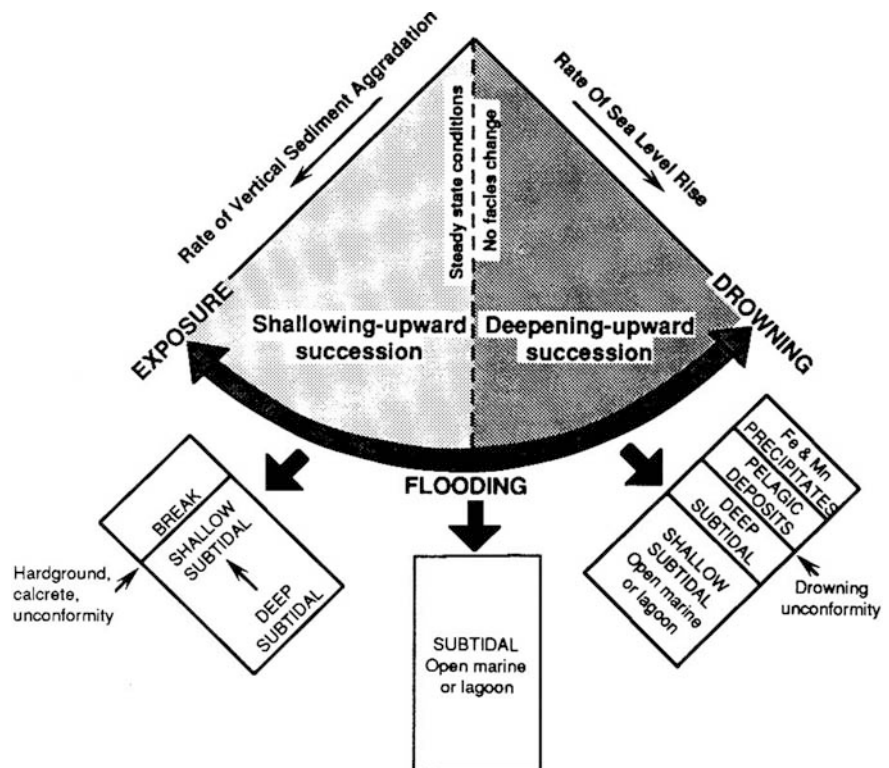 Rate of Vertical Sediment Aggradation
Rate Of Sea Level Rise
Steady state conditions
No facies change
EXPOSURE
DROWNING
Shallowing-upward
succession
Deepening-upward
succession
FLOODING
BREAK
SHALLOW
SUBTIDAL
DEEP
SUBTIDAL
Hardground,
calcrete,
unconformity
SUBTIDAL
Open marine
or lagoon
Fe & Mn
PRECIPITATES
PELAGIC
DEPOSITS
DEEP
SUBTIDAL
SHALLOW
SUBTIDAL
Open marine
or lagoon
Drowning
unconformity